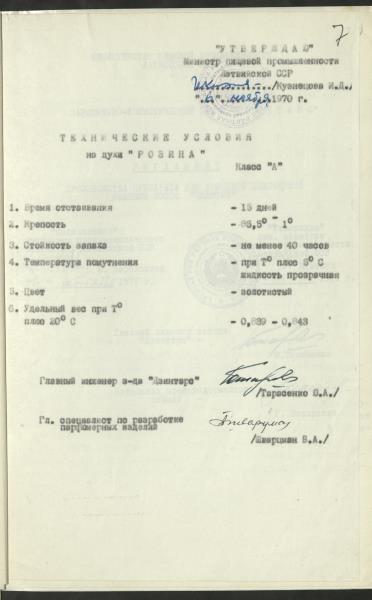 7
"УТВЕРЖДАЮ"
Министр пищевой промышленности
Латвийской ССР
/Кузнецов И.Д./
"6" ноября 1970 г.
ТЕХНИЧЕСКИЕ УСЛОВИЯ
на духи "РОЗИНА"
Класс "А"
1. Время отстаивания - 15 дней
2. Крепость - 85,5° - 1°
3. Стойкость запаха - не менее 40 часов
4. Температура помутнения - при Т° плюс 5° С
жидкость прозрачная
5. Цвет - золотистый
6. Удельный вес при Т°
плюс 20° С - 0,839 - 0,843
Главный инженер з-да "Дзинтарс"
/Тарасенко О.А./
Гл. специалист по разработке
парфюмерных изделий
/Шварцман Б.А./